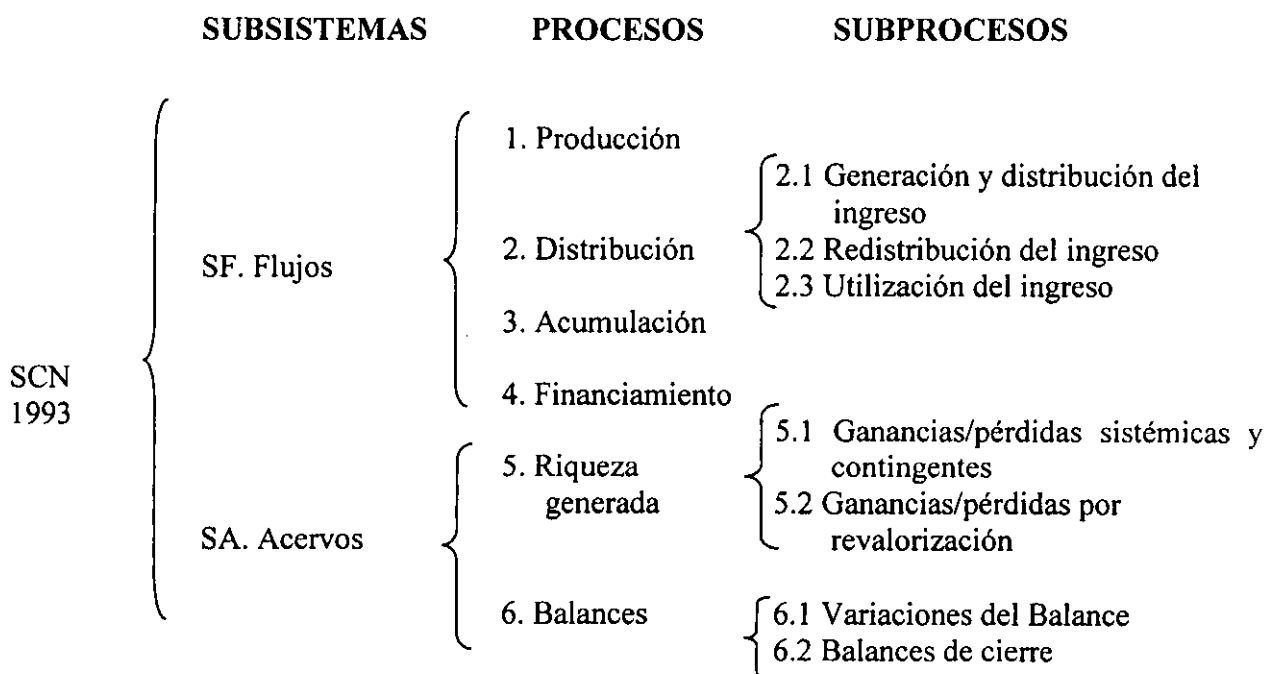 SUBSISTEMAS PROCESOS SUBPROCESOS
SCN
1993
SF. Flujos
1. Producción
2. Distribución
2.1 Generación y distribución del
ingreso
2.2 Redistribución del ingreso
2.3 Utilización del ingreso
3. Acumulación
4. Financiamiento
SA. Acervos
5. Riqueza
generada
5.1 Ganancias/pérdidas sistémicas y
contingentes
5.2 Ganancias/pérdidas por
revalorización
6. Balances
6.1 Variaciones del Balance
6.2 Balances de cierre